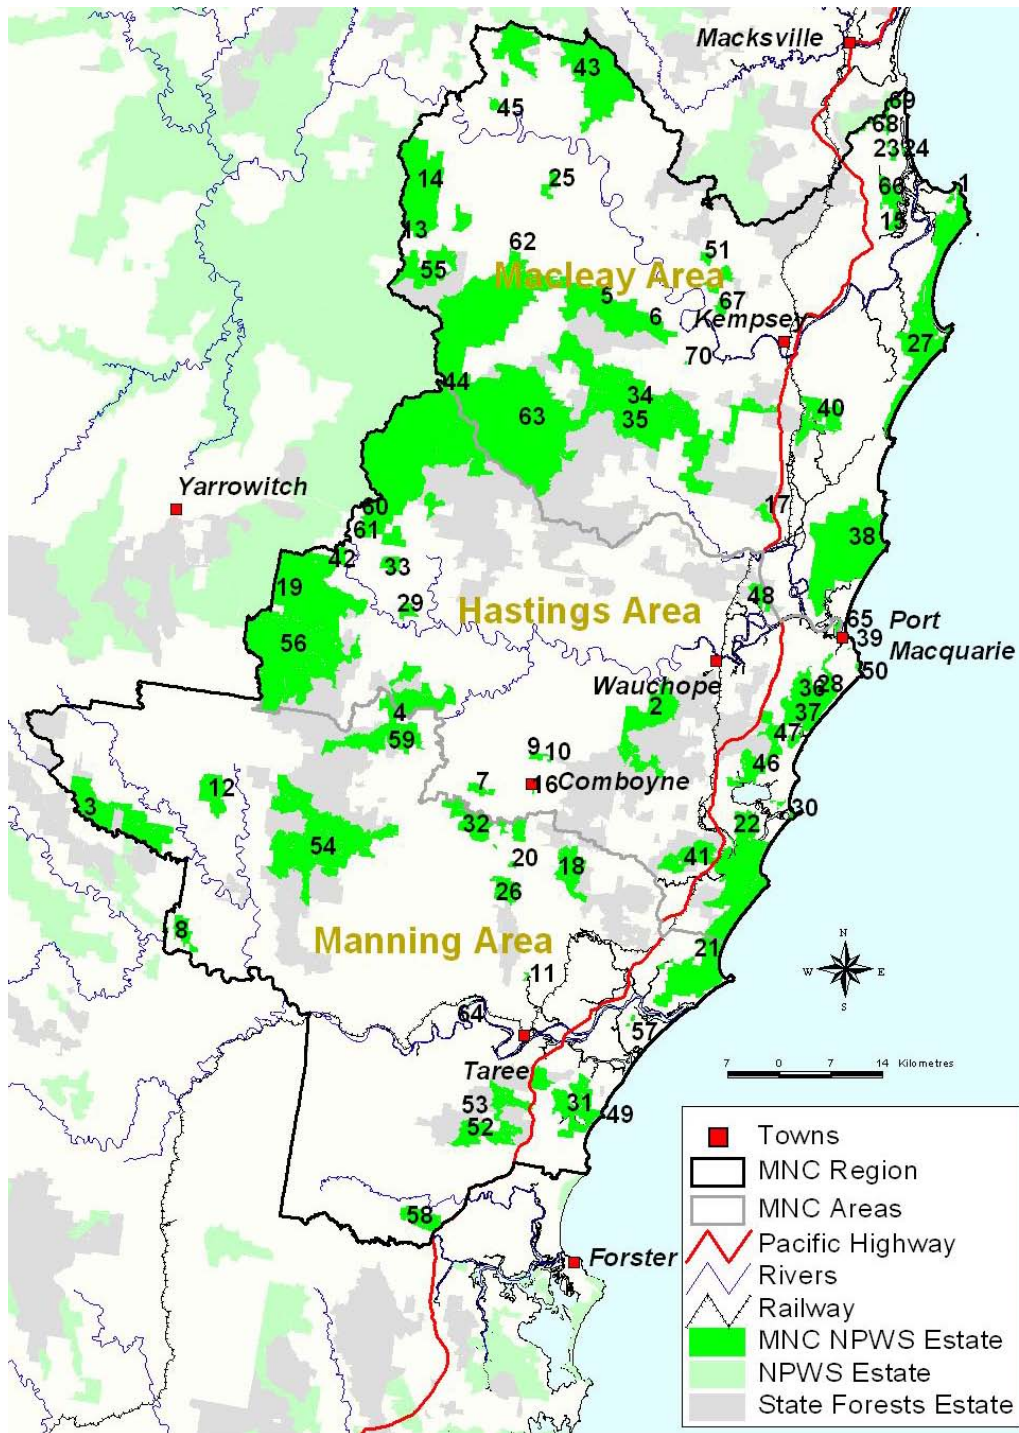 Macksville
43
45
69
68
23
24
14
25
66
1
15
13
62
51
55
Macleay Area
5
67
6
Kempsey
27
70
44
34
40
63
35
Yarrowitch
60
17
61
38
42
33
19
48
29
Hastings Area
65
Port
39
Macquarie
56
50
Wauchope
28
36
2
4
37
47
59
9
10
46
7
16
Comboyne
12
3
30
32
22
54
20
41
18
26
8
Manning Area
21
N
W
E
S
11
64
57
7
0
7
14
Kilometres
Taree
53
31
49
52
58
Forster
Towns
MNC Region
MNC Areas
Pacific Highway
Rivers
Railway
MNC NPWS Estate
NPWS Estate
State Forests Estate